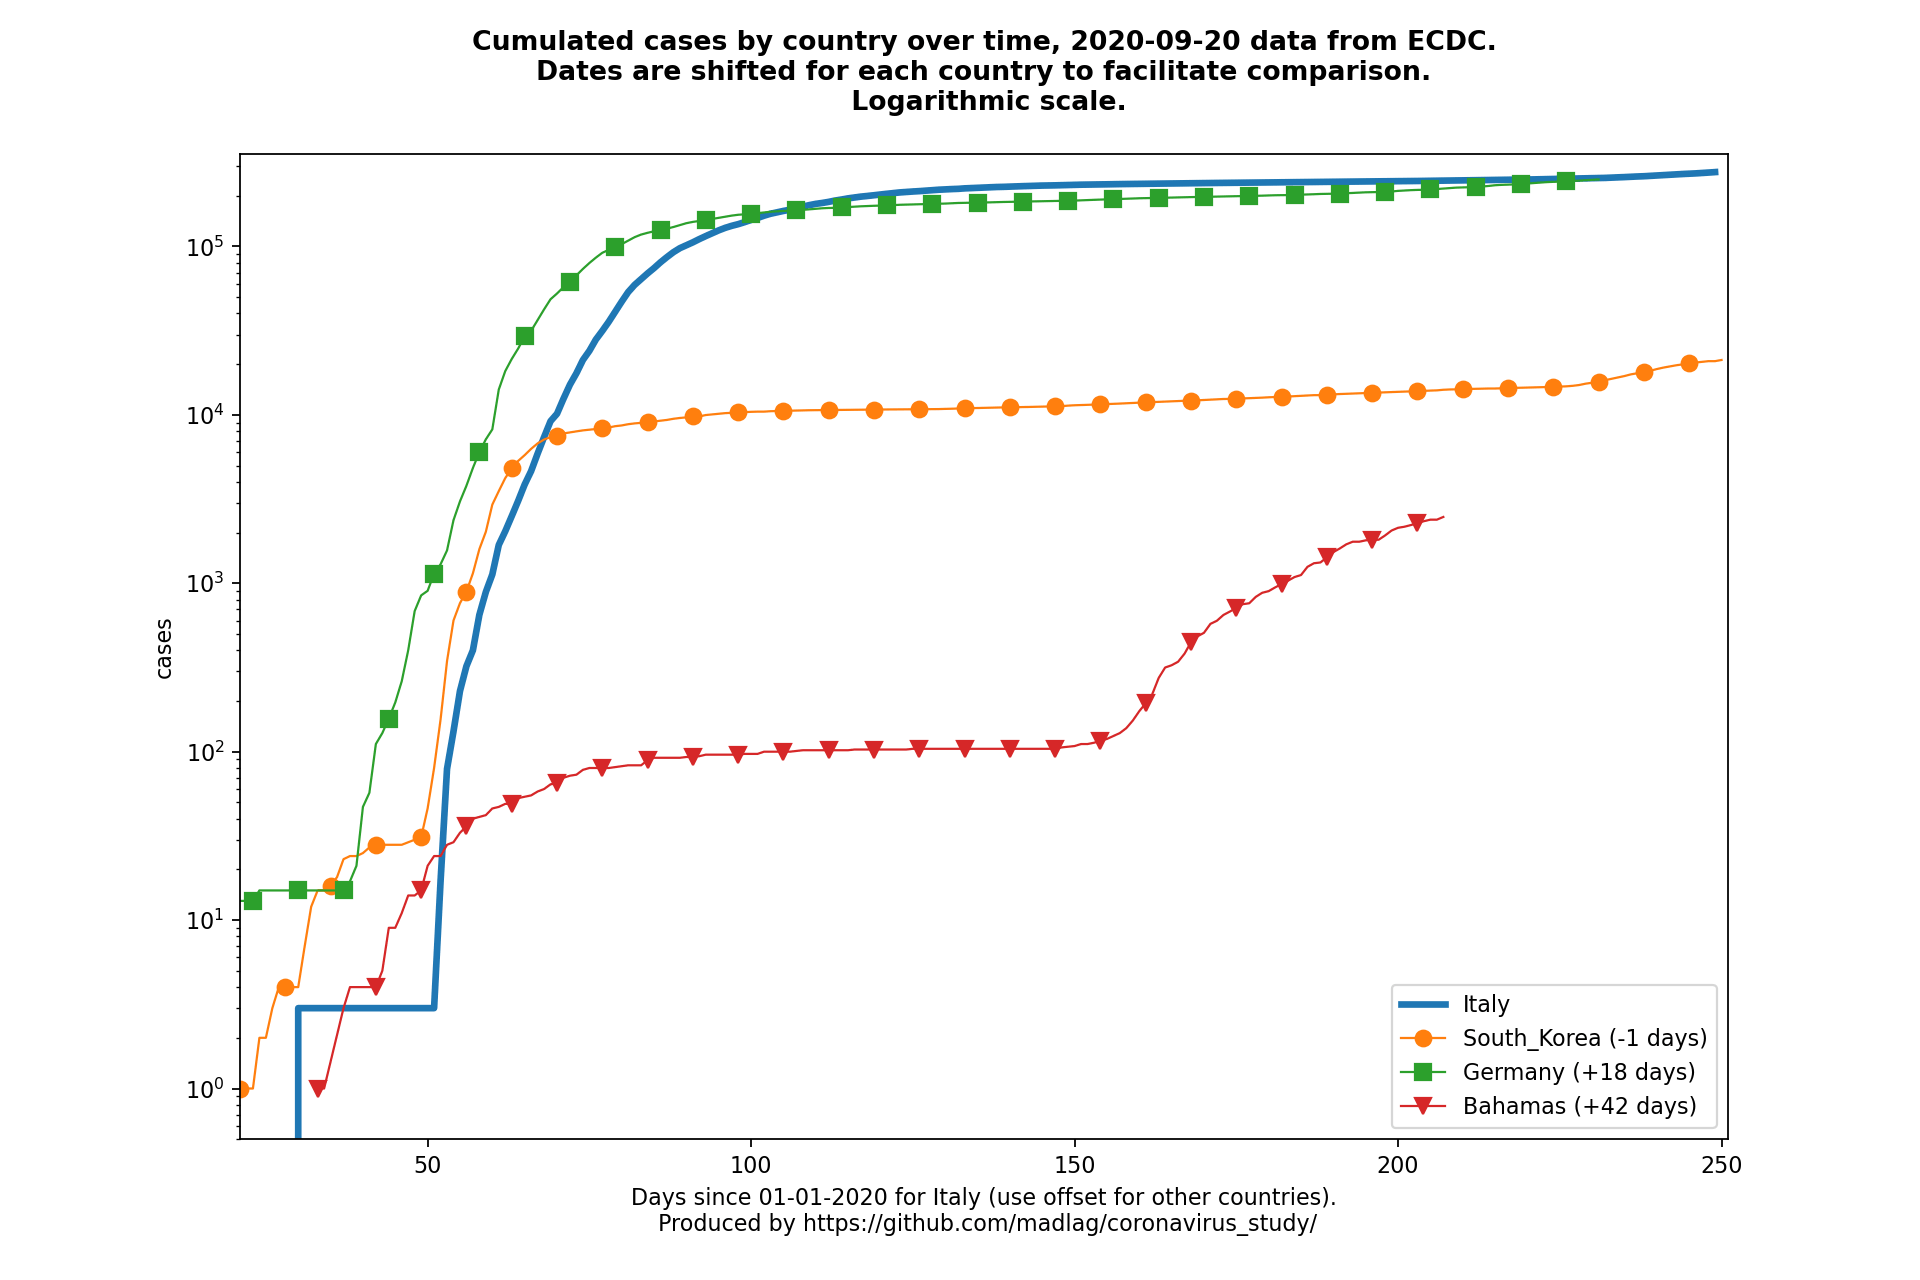 Cumulated cases by country over time, 2020-09-20 data from ECDC.
Dates are shifted for each country to facilitate comparison.
Logarithmic scale.
10^5
10^4
10^3
10^2
10^1
10^0
cases
Italy
South_Korea (-1 days)
Germany (+18 days)
Bahamas (+42 days)
50 100 150 200 250
Days since 01-01-2020 for Italy (use offset for other countries).
Produced by https://github.com/madlag/coronavirus_study/